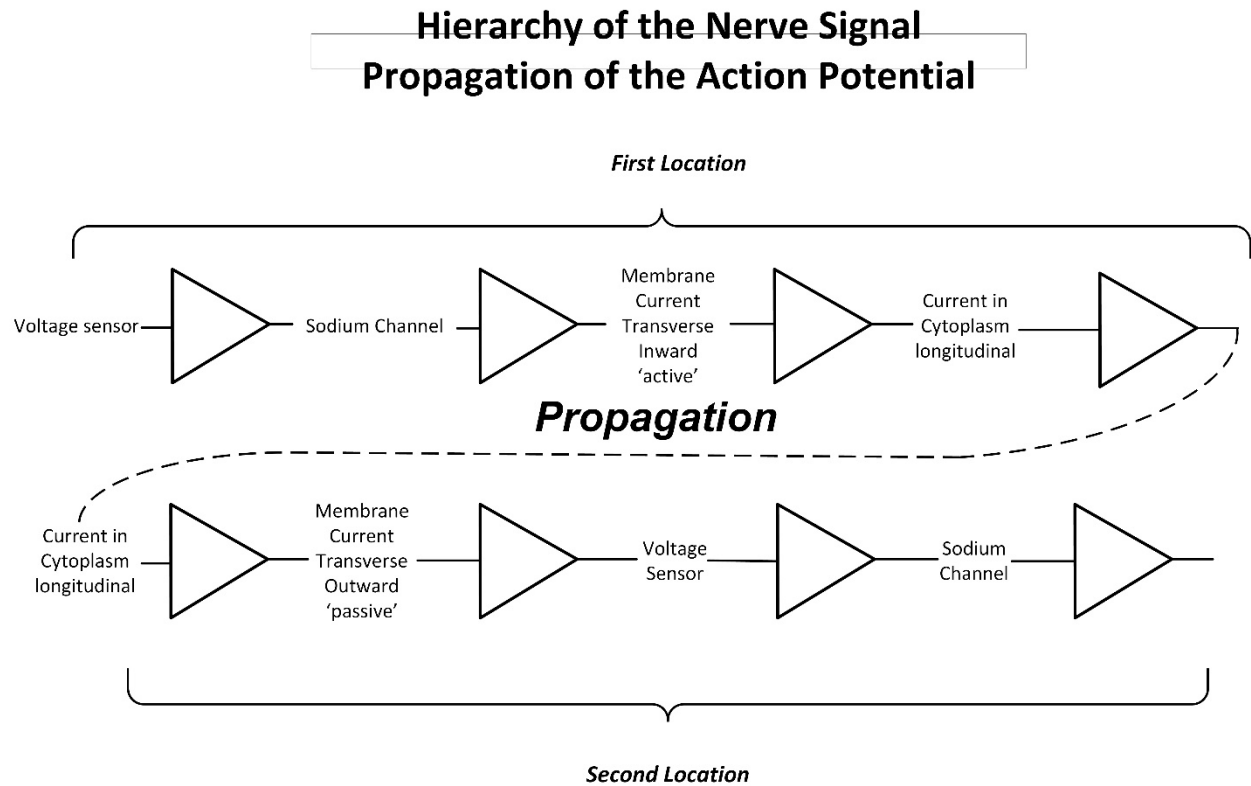 Hierarchy of the Nerve Signal
Propagation of the Action Potential
First Location
Voltage sensor
Sodium Channel
Membrane
Current
Transverse
Inward
‘active’
Current in
Cytoplasm
longitudinal
Propagation
Current in
Cytoplasm
longitudinal
Membrane
Current
Transverse
Outward
‘passive’
Voltage
Sensor
Sodium
Channel
Second Location